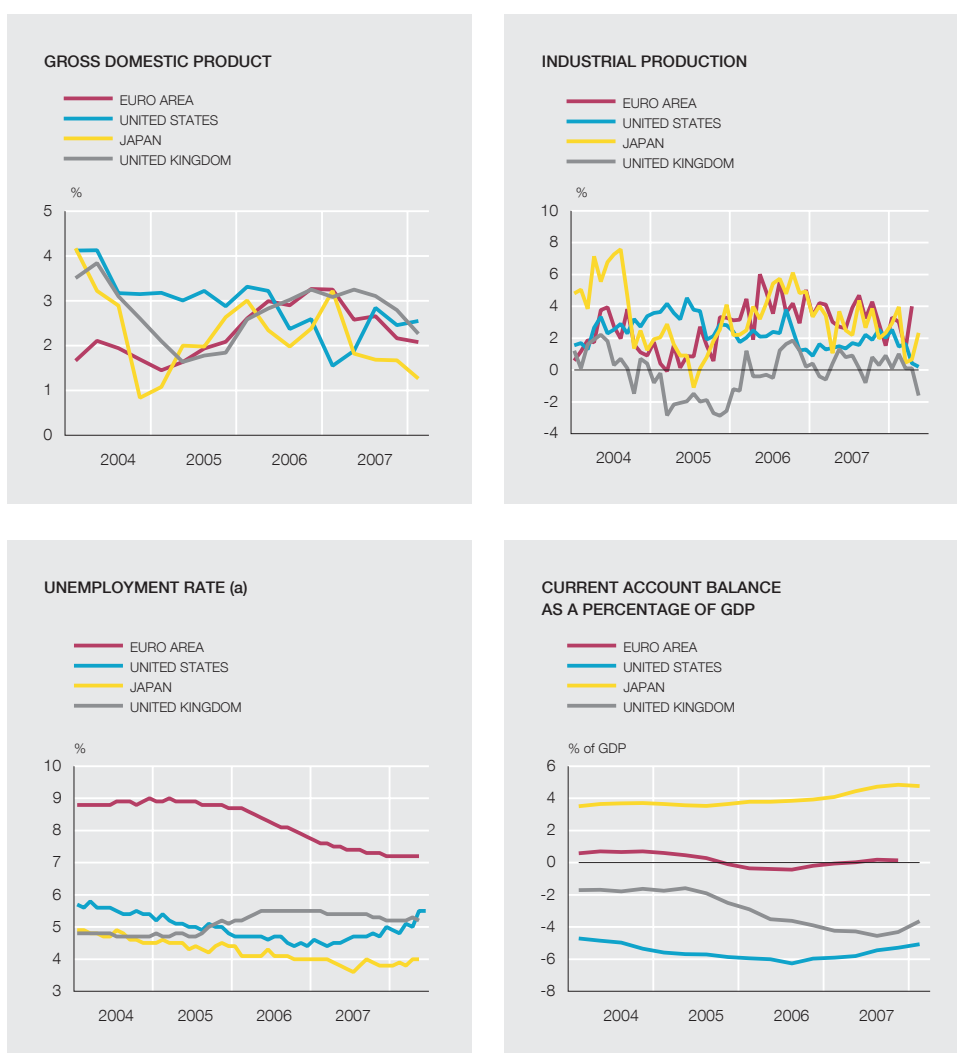 GROSS DOMESTIC PRODUCT
EURO AREA
UNITED STATES
JAPAN
UNITED KINGDOM
%
5
4
3
2
1
0
2004 2005 2006 2007
INDUSTRIAL PRODUCTION
EURO AREA
UNITED STATES
JAPAN
UNITED KINGDOM
%
10
8
6
4
2
0
-2
-4
2004 2005 2006 2007
UNEMPLOYMENT RATE (a)
EURO AREA
UNITED STATES
JAPAN
UNITED KINGDOM
%
10
9
8
7
6
5
4
3
2004 2005 2006 2007
CURRENT ACCOUNT BALANCE
AS A PERCENTAGE OF GDP
EURO AREA
UNITED STATES
JAPAN
UNITED KINGDOM
% of GDP
6
4
2
0
-2
-4
-6
-8
2004 2005 2006 2007